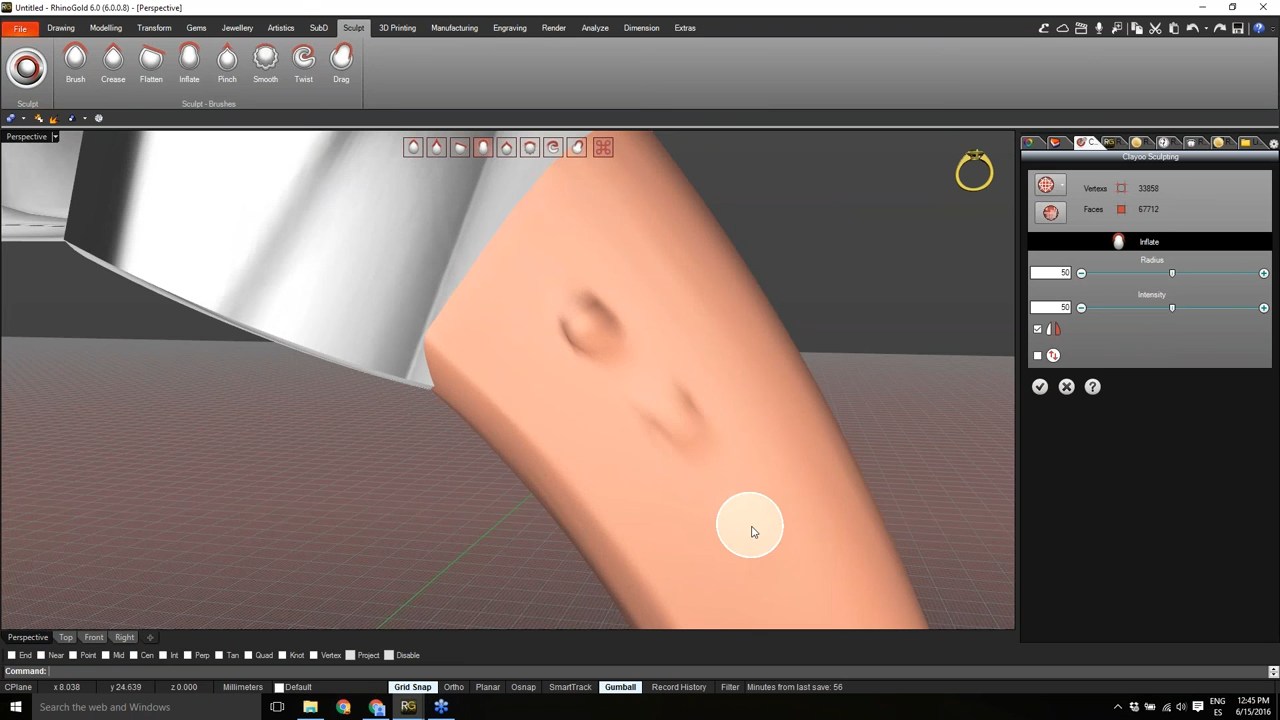 Untitled - RhinoGold 6.0 (6.0.0.8) - [Perspective]
File Drawing Modelling Transform Gems Jewellery Artistics SubD Sculpt 3D Printing Manufacturing Engraving Render Analyze Dimension Extras
Sculpt Brush Crease Flatten Inflate Pinch Smooth Twist Drag
Sculpt Sculpt - Brushes
Perspective
Clayoo Sculpting
Vertexs 33858
Faces 67712
Inflate
Radius
50
Intensity
50
Perspective Top Front Right
End Near Point Mid Cen Int Perp Tan Quad Knot Vertex Project Disable
Command:
CPlane x 8.038 y 24.639 z 0.000 Millimeters Default Grid Snap Ortho Planar Osnap SmartTrack Gumball Record History Filter Minutes from last save: 56
Search the web and Windows
RG
ENG
ES
12:45 PM
6/15/2016